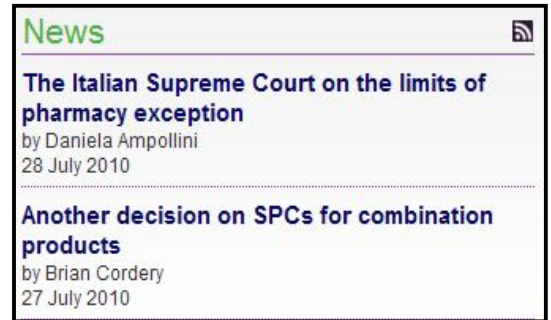 News
The Italian Supreme Court on the limits of
pharmacy exception
by Daniela Ampollini
28 July 2010
Another decision on SPCs for combination
products
by Brian Cordery
27 July 2010